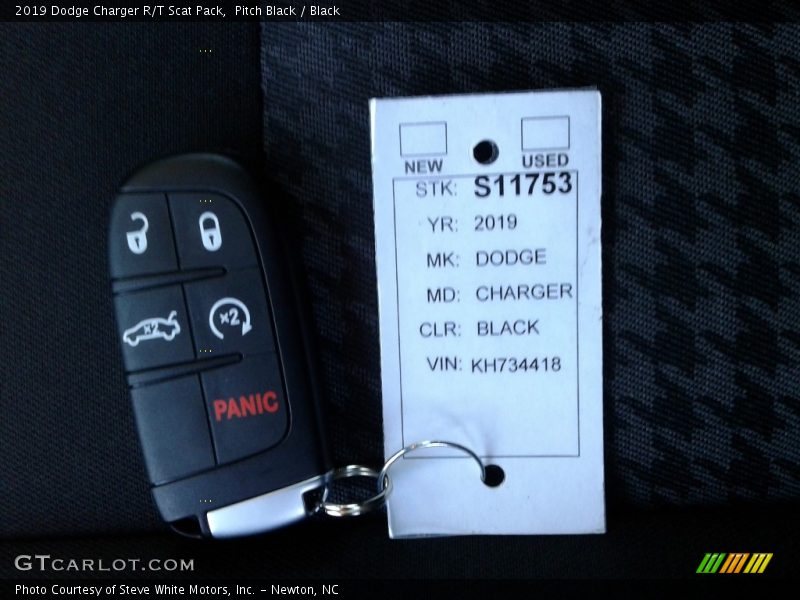 2019 Dodge Charger R/T Scat Pack,  Pitch Black / Black
NEW USED
STK: S11753
YR: 2019
MK: DODGE
MD: CHARGER
CLR: BLACK
VIN: KH734418
x2 x2
PANIC
GTCARLOT.COM
Photo Courtesy of Steve White Motors, Inc. – Newton, NC